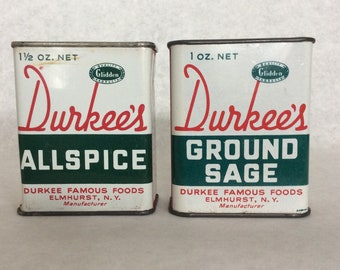 1½ OZ. NET
Glidden
Durkee's
ALLSPICE
DURKEE FAMOUS FOODS
ELMHURST, N.Y.
Manufacturer
1 OZ. NET
Glidden
Durkee's
GROUND
SAGE
DURKEE FAMOUS FOODS
ELMHURST, N.Y.
Manufacturer